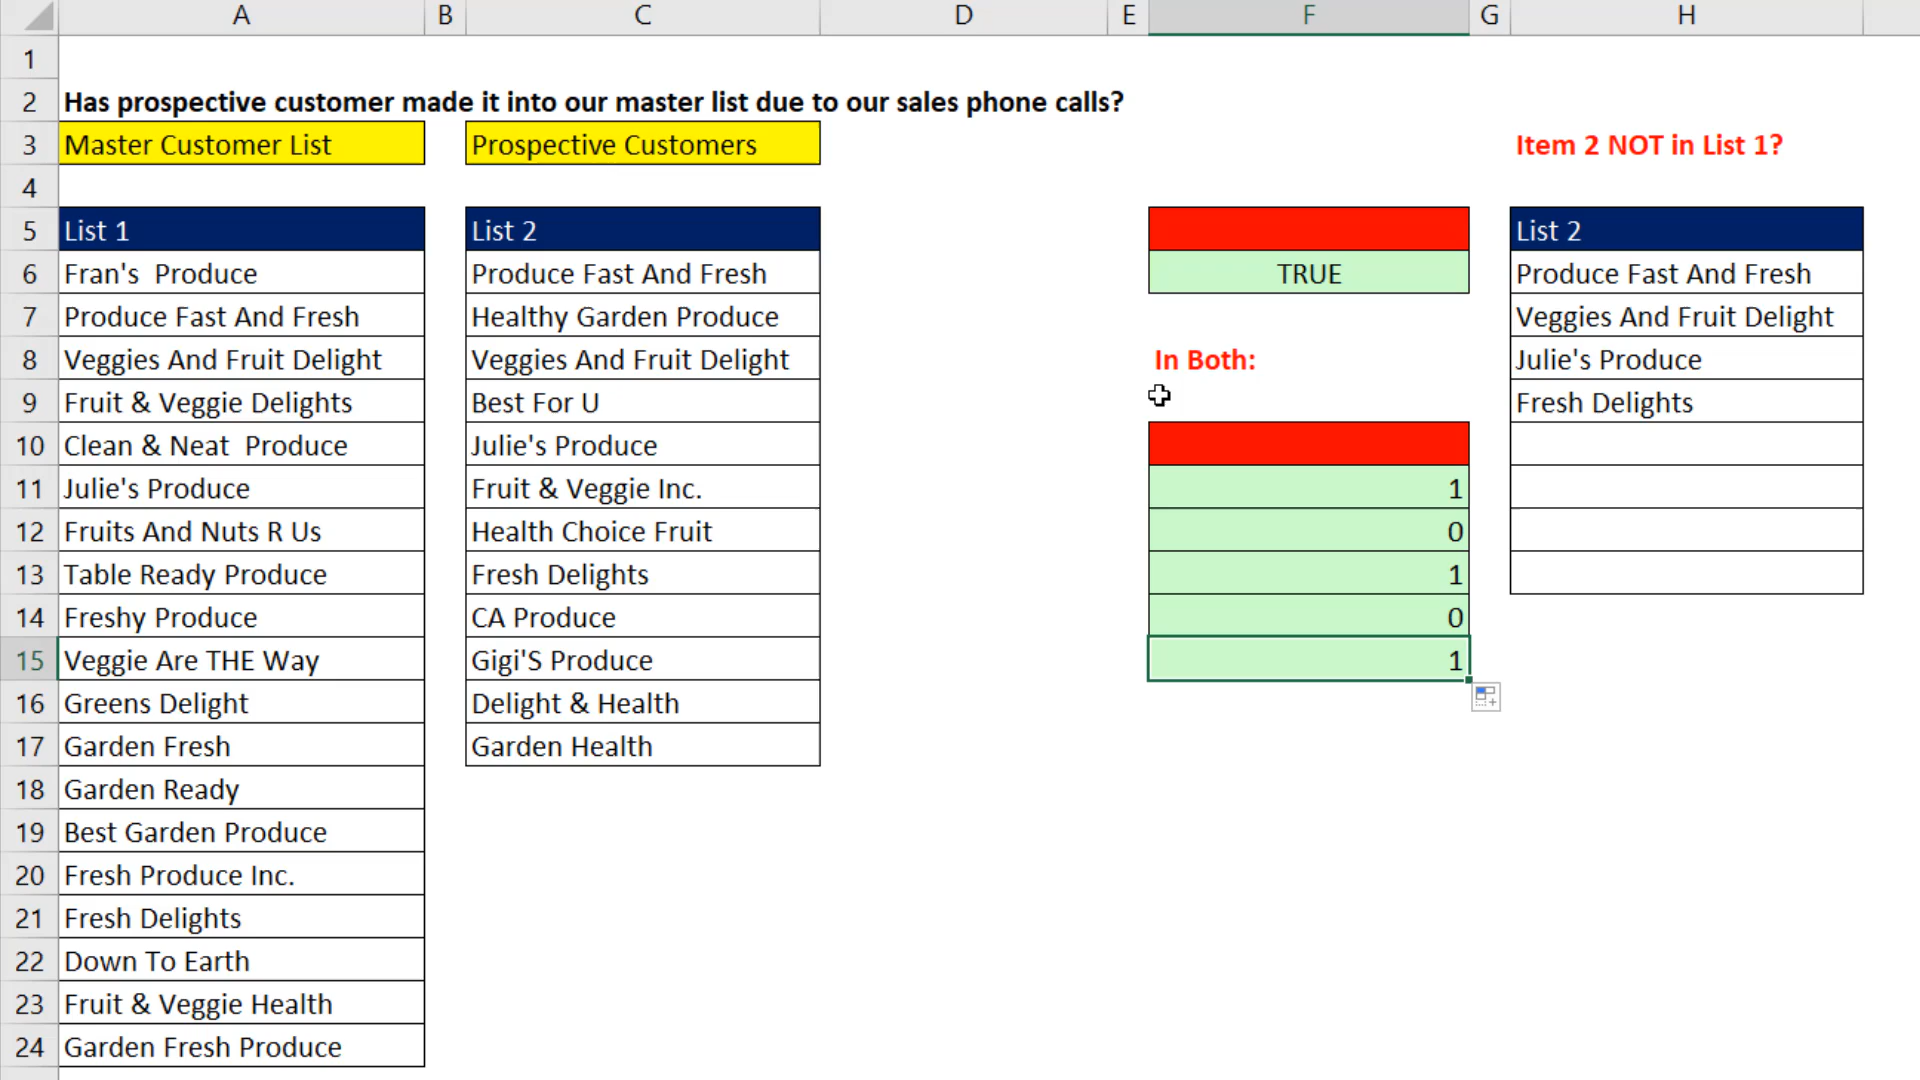 A B C D E F G H
1
2 Has prospective customer made it into our master list due to our sales phone calls?
3 Master Customer List Prospective Customers Item 2 NOT in List 1?
4
5 List 1 List 2 List 2
6 Fran's  Produce Produce Fast And Fresh TRUE Produce Fast And Fresh
7 Produce Fast And Fresh Healthy Garden Produce Veggies And Fruit Delight
8 Veggies And Fruit Delight Veggies And Fruit Delight In Both: Julie's Produce
9 Fruit & Veggie Delights Best For U Fresh Delights
10 Clean & Neat  Produce Julie's Produce
11 Julie's Produce Fruit & Veggie Inc. 1
12 Fruits And Nuts R Us Health Choice Fruit 0
13 Table Ready Produce Fresh Delights 1
14 Freshy Produce CA Produce 0
15 Veggie Are THE Way Gigi'S Produce 1
16 Greens Delight Delight & Health
17 Garden Fresh Garden Health
18 Garden Ready
19 Best Garden Produce
20 Fresh Produce Inc.
21 Fresh Delights
22 Down To Earth
23 Fruit & Veggie Health
24 Garden Fresh Produce